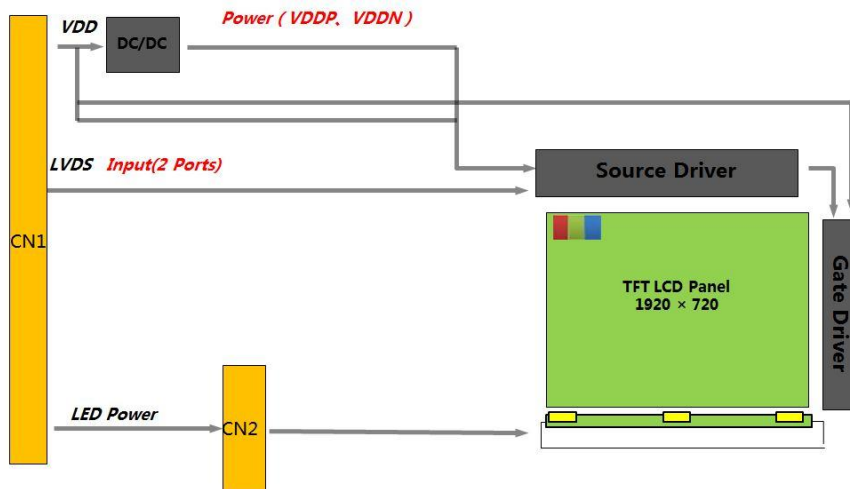 VDD
DC/DC
Power ( VDDP、VDDN )
LVDS Input(2 Ports)
Source Driver
CN1
TFT LCD Panel
1920 × 720
Gate Driver
LED Power
CN2